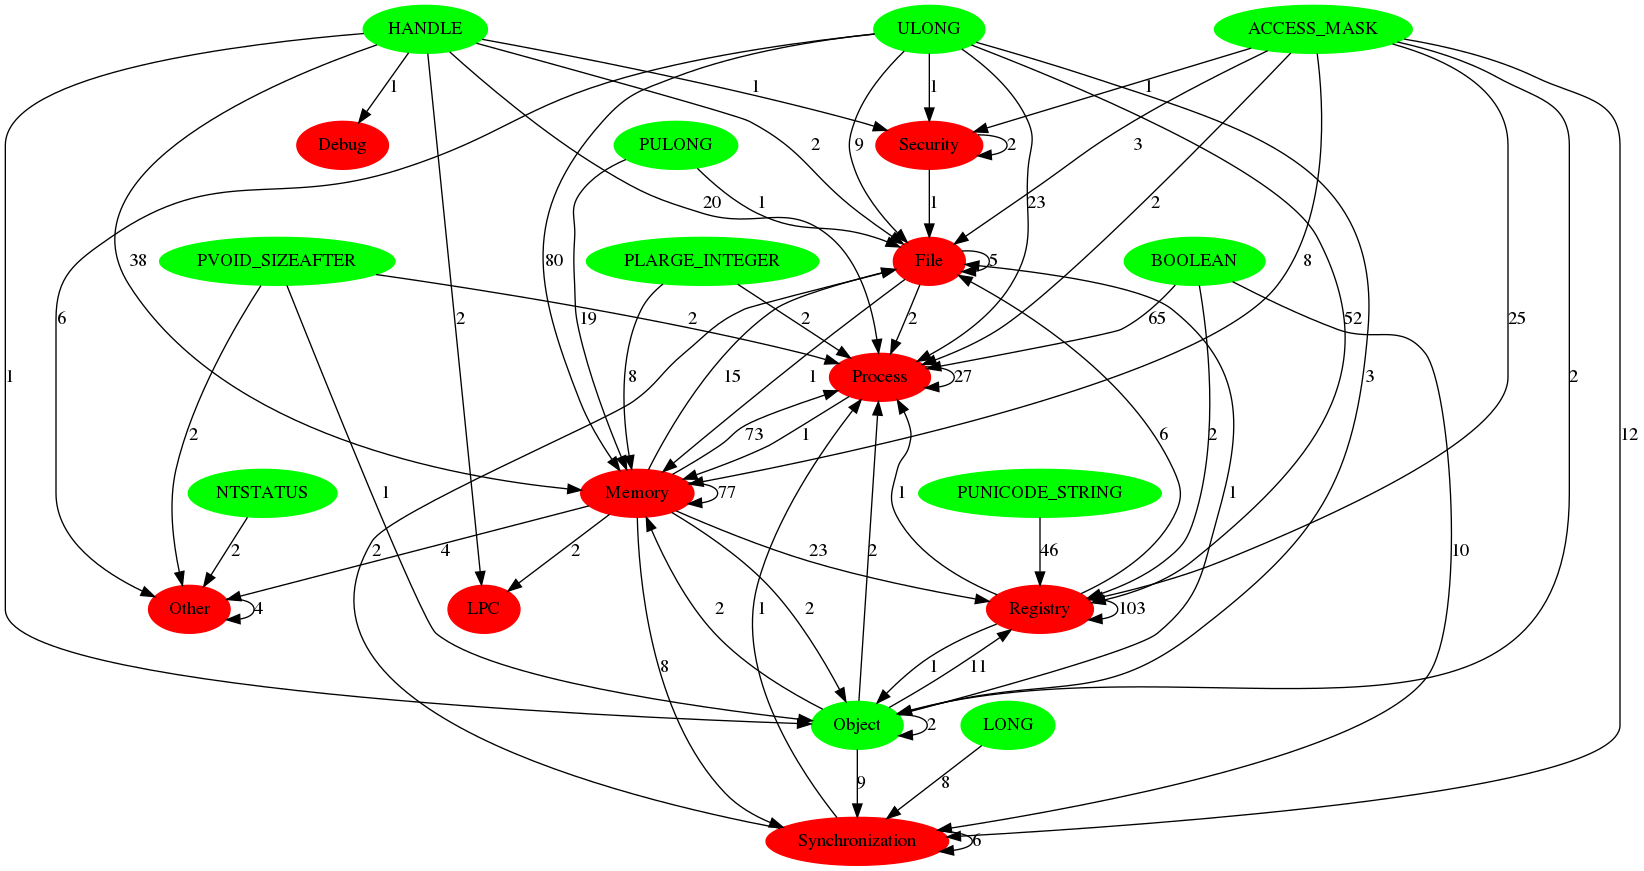 HANDLE ULONG ACCESS_MASK
1 1 1 1
Debug PULONG 2 9 Security 2 3
20 1 1 23 2
PVOID_SIZEAFTER 38 80 PLARGE_INTEGER File 5 BOOLEAN 8
6 2 19 2 2 65 52 25
1 8 15 1 Process 27 3 2
2 73 1 6 2 12
NTSTATUS 1 Memory 77 1 PUNICODE_STRING 1
2 2 4 2 23 2 46 10
Other 4 LPC 2 2 1 Registry 103
8 1 11
Object 2 LONG
9 8
Synchronization 6